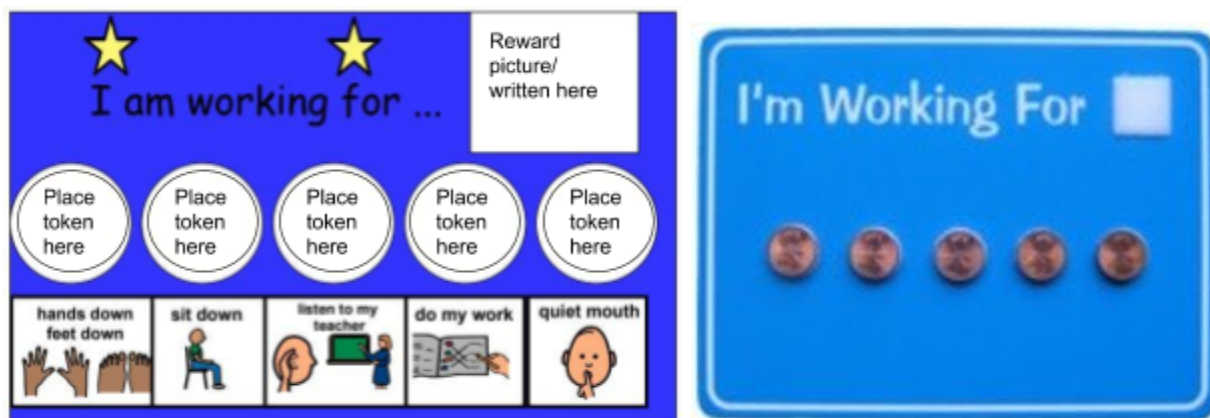 Reward
picture/
written here
I am working for ...
Place
token
here
Place
token
here
Place
token
here
Place
token
here
Place
token
here
hands down
feet down
sit down
listen to my
teacher
do my work
quiet mouth
I'm Working For